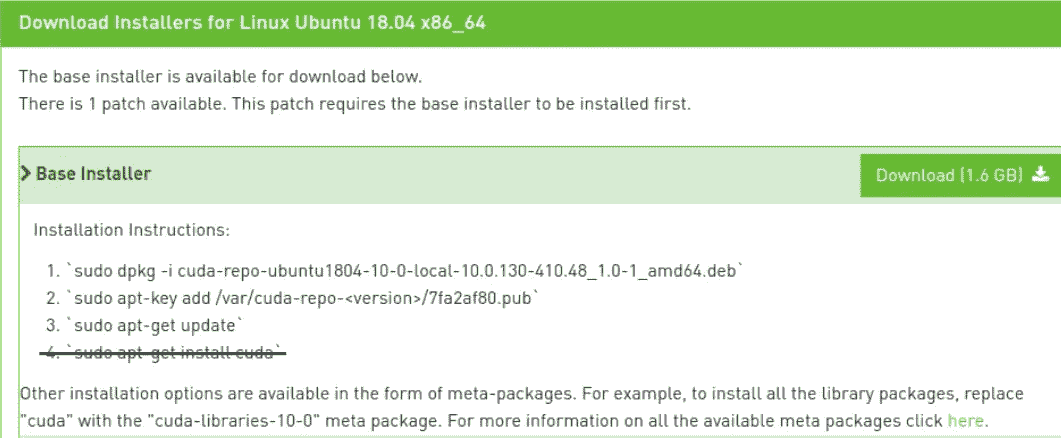 Download Installers for Linux Ubuntu 18.04 x86_64
The base installer is available for download below.
There is 1 patch available. This patch requires the base installer to be installed first.
Base Installer
Download (1.6 GB)
Installation Instructions:
1. `sudo dpkg -i cuda-repo-ubuntu1804-10-0-local-10.0.130-410.48_1.0-1_amd64.deb`
2. `sudo apt-key add /var/cuda-repo-<version>/7fa2af80.pub`
3. `sudo apt-get update`
4. `sudo apt-get install cuda`
Other installation options are available in the form of meta-packages. For example, to install all the library packages, replace
"cuda" with the "cuda-libraries-10-0" meta package. For more information on all the available meta packages click here.